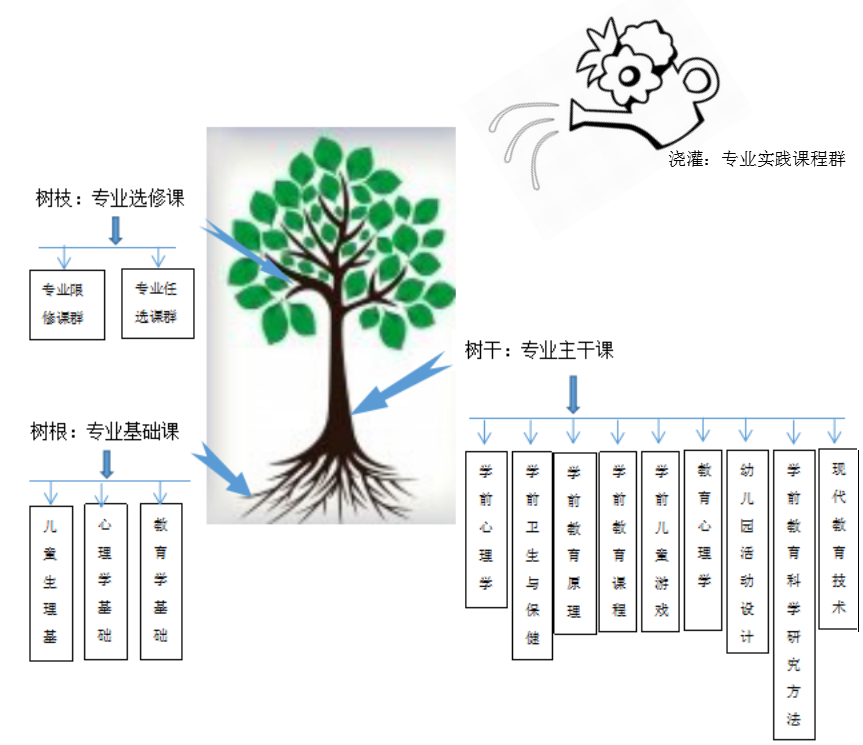 浇灌：专业实践课程群
树枝：专业选修课
专业限
修课群
专业任
选课群
树干：专业主干课
学前心理学
学前卫生与保健
学前教育原理
学前教育课程
学前儿童游戏
教育心理学
幼儿园活动设计
学前教育科学研究方法
现代教育技术
树根：专业基础课
儿童生理基
心理学基础
教育学基础